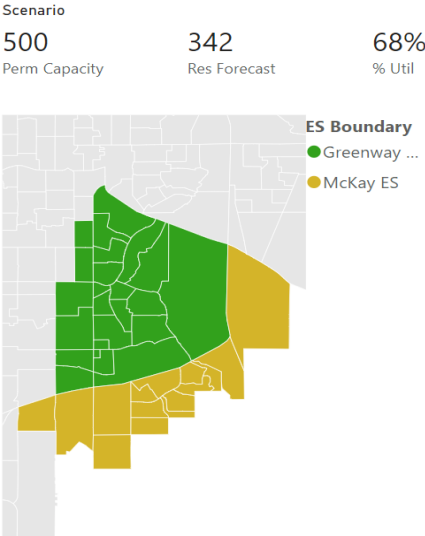 Scenario
500 342 68%
Perm Capacity Res Forecast % Util
ES Boundary
Greenway ...
McKay ES